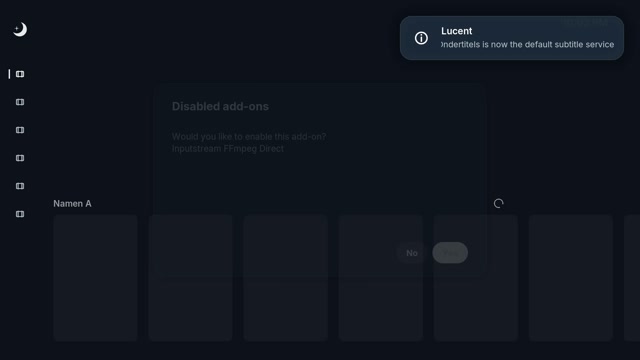 Lucent
Ondertitels is now the default subtitle service
Disabled add-ons
Would you like to enable this add-on?
Inputstream FFmpeg Direct
Namen A
No
Yes